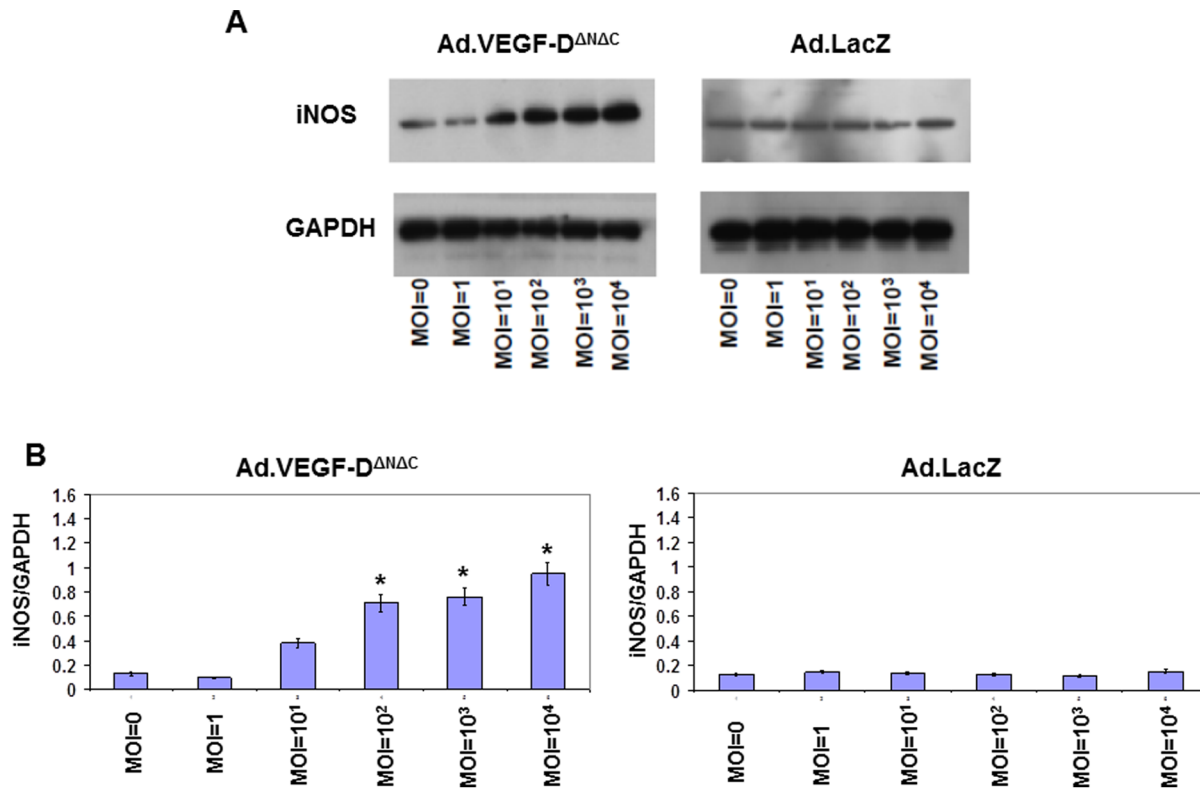 A
Ad.VEGF-D^ΔNΔC Ad.LacZ
iNOS
GAPDH
MOI=0 MOI=1 MOI=10¹ MOI=10² MOI=10³ MOI=10⁴ MOI=0 MOI=1 MOI=10¹ MOI=10² MOI=10³ MOI=10⁴
B
Ad.VEGF-D^ΔNΔC
iNOS/GAPDH
1.6
1.4
1.2
1
0.8
0.6
0.4
0.2
0
* * *
MOI=0 MOI=1 MOI=10¹ MOI=10² MOI=10³ MOI=10⁴
Ad.LacZ
iNOS/GAPDH
1.6
1.4
1.2
1
0.8
0.6
0.4
0.2
0
MOI=0 MOI=1 MOI=10¹ MOI=10² MOI=10³ MOI=10⁴